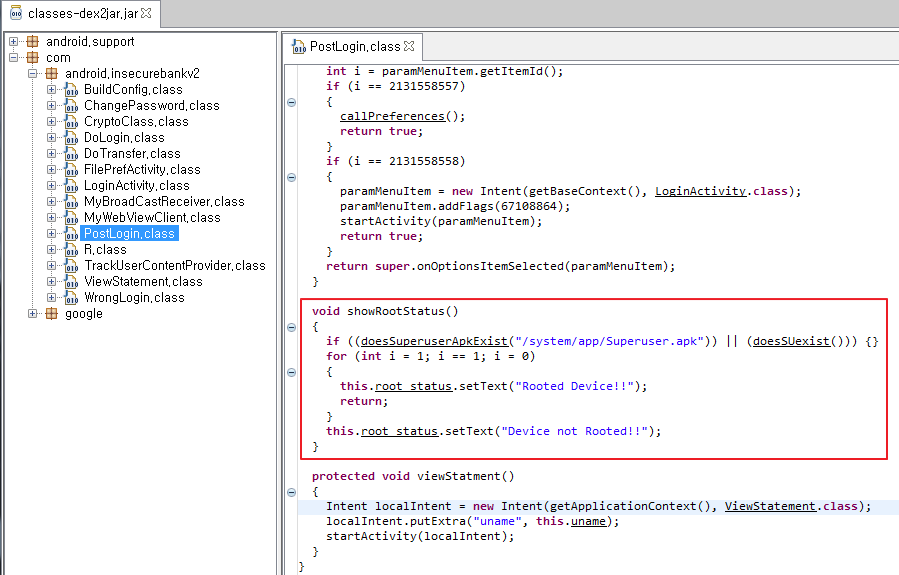 classes-dex2jar.jar
android.support
com
android.insecurebankv2
BuildConfig.class
ChangePassword.class
CryptoClass.class
DoLogin.class
DoTransfer.class
FilePrefActivity.class
LoginActivity.class
MyBroadCastReceiver.class
MyWebViewClient.class
PostLogin.class
R.class
TrackUserContentProvider.class
ViewStatement.class
WrongLogin.class
google
PostLogin.class
int i = paramMenuItem.getItemId();
if (i == 2131558557)
{
callPreferences();
return true;
}
if (i == 2131558558)
{
paramMenuItem = new Intent(getBaseContext(), LoginActivity.class);
paramMenuItem.addFlags(67108864);
startActivity(paramMenuItem);
return true;
}
return super.onOptionsItemSelected(paramMenuItem);
}
void showRootStatus()
{
if ((doesSuperuserApkExist("/system/app/Superuser.apk")) || (doesSUexist())) {}
for (int i = 1; i == 1; i = 0)
{
this.root_status.setText("Rooted Device!!");
return;
}
this.root_status.setText("Device not Rooted!!");
}
protected void viewStatment()
{
Intent localIntent = new Intent(getApplicationContext(), ViewStatement.class);
localIntent.putExtra("uname", this.uname);
startActivity(localIntent);
}
}